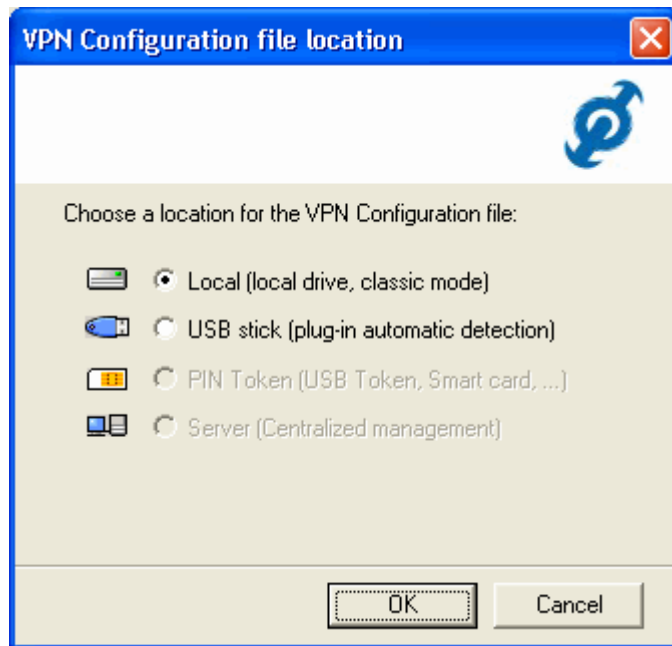 VPN Configuration file location
Choose a location for the VPN Configuration file:
Local (local drive, classic mode)
USB stick (plug-in automatic detection)
PIN Token (USB Token, Smart card, ...)
Server (Centralized management)
OK Cancel